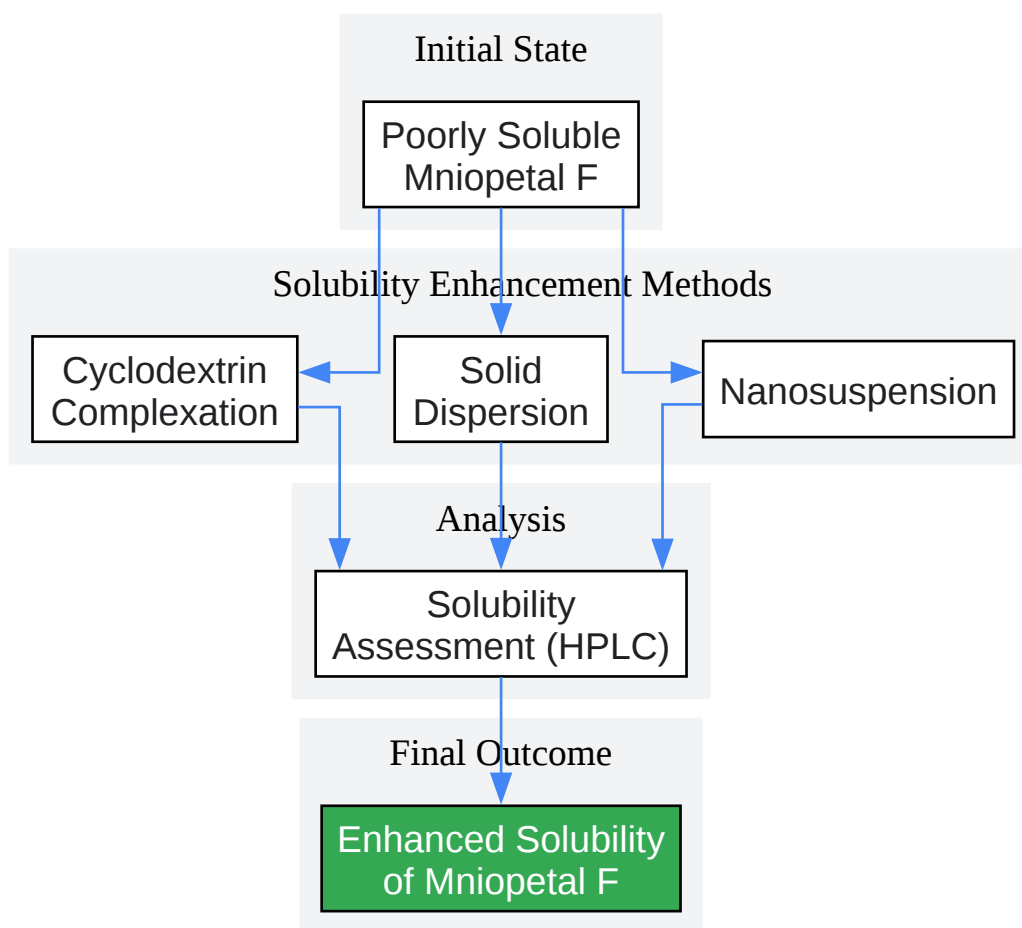 Initial State
Poorly Soluble
Mniopetal F
Solubility Enhancement Methods
Cyclodextrin
Complexation
Solid
Dispersion
Nanosuspension
Analysis
Solubility
Assessment (HPLC)
Final Outcome
Enhanced Solubility
of Mniopetal F